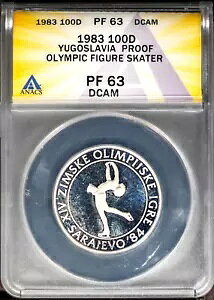 1983 100D PF 63 DCAM
1983 100D
YUGOSLAVIA PROOF
OLYMPIC FIGURE SKATER
PF 63
DCAM
ANACS
XIV ZIMSKE OLIMPIJSKE IGRE
SARAJEVO '84